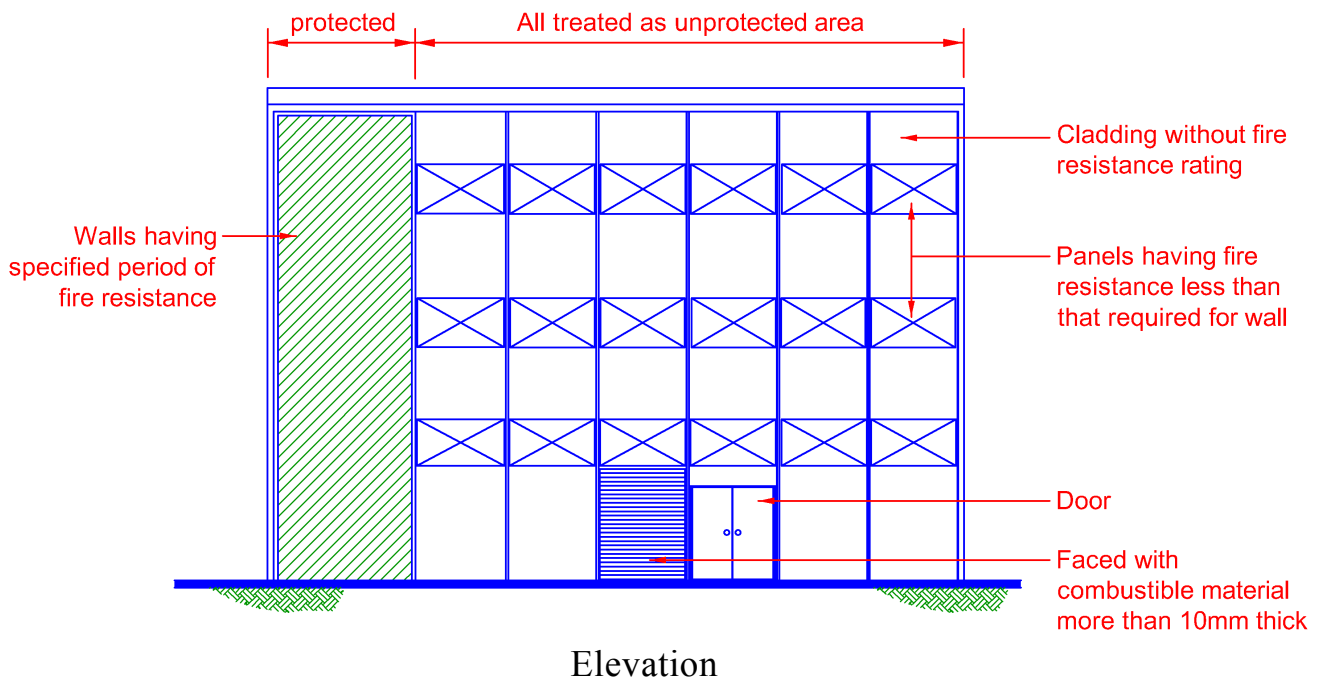 protected
All treated as unprotected area
Cladding without fire
resistance rating
Walls having
specified period of
fire resistance
Panels having fire
resistance less than
that required for wall
Door
Faced with
combustible material
more than 10mm thick
Elevation